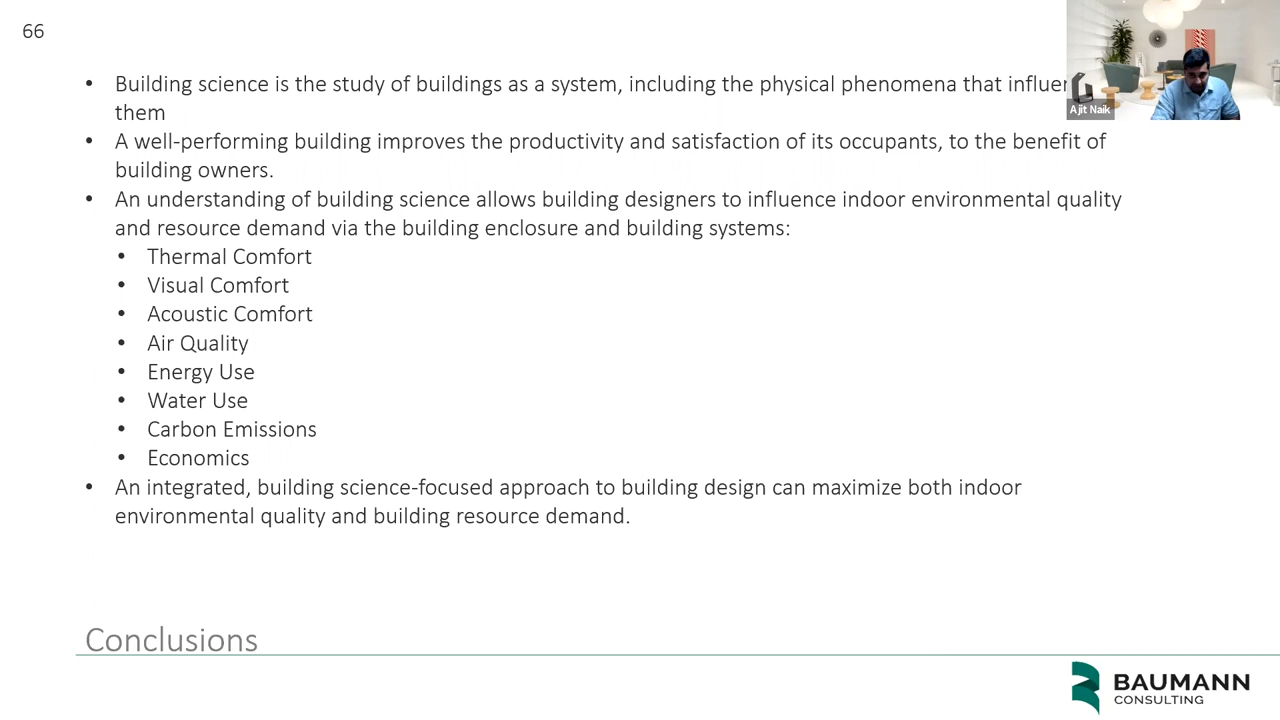 66
• Building science is the study of buildings as a system, including the physical phenomena that
them
• A well-performing building improves the productivity and satisfaction of its occupants, to the benefit of
building owners.
• An understanding of building science allows building designers to influence indoor environmental quality
and resource demand via the building enclosure and building systems:
• Thermal Comfort
• Visual Comfort
• Acoustic Comfort
• Air Quality
• Energy Use
• Water Use
• Carbon Emissions
• Economics
• An integrated, building science-focused approach to building design can maximize both indoor
environmental quality and building resource demand.
Conclusions
Ajit Naik
BAUMANN
CONSULTING